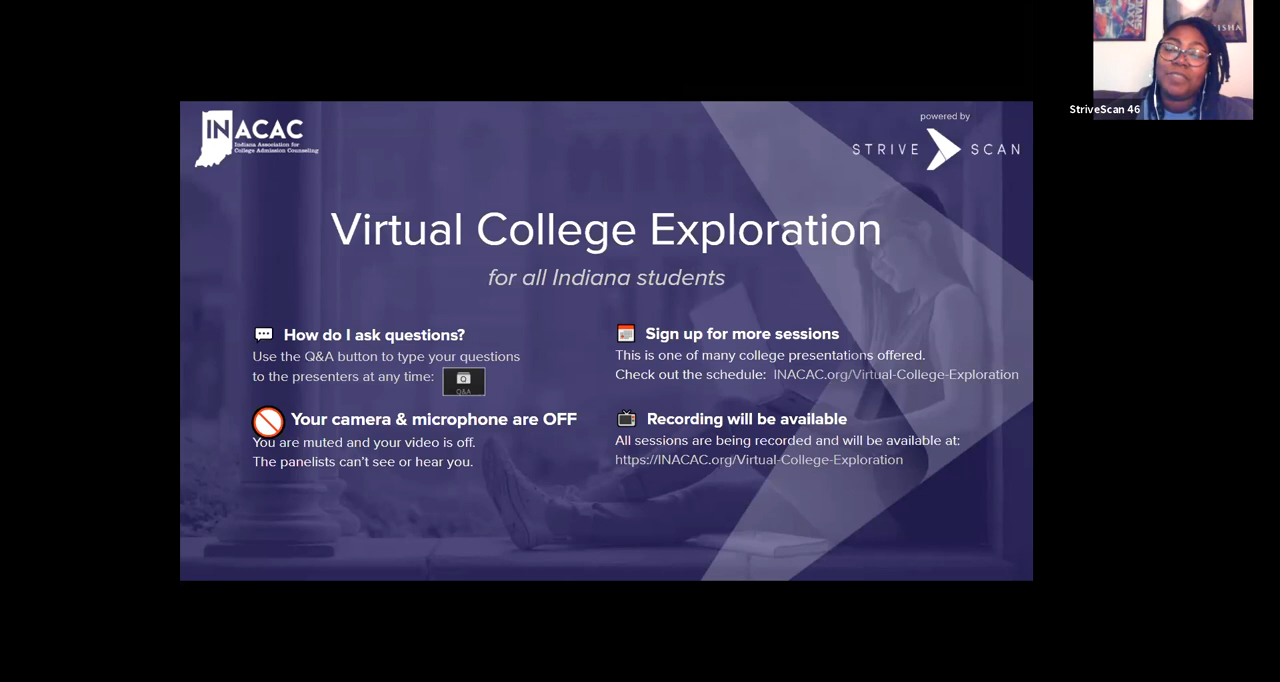 INACAC
Indiana Association for
College Admission Counseling
powered by
STRIVE SCAN
Virtual College Exploration
for all Indiana students
How do I ask questions?
Use the Q&A button to type your questions
to the presenters at any time:
Q&A
Your camera & microphone are OFF
You are muted and your video is off.
The panelists can't see or hear you.
Sign up for more sessions
This is one of many college presentations offered.
Check out the schedule: INACAC.org/Virtual-College-Exploration
Recording will be available
All sessions are being recorded and will be available at:
https://INACAC.org/Virtual-College-Exploration
StriveScan 46